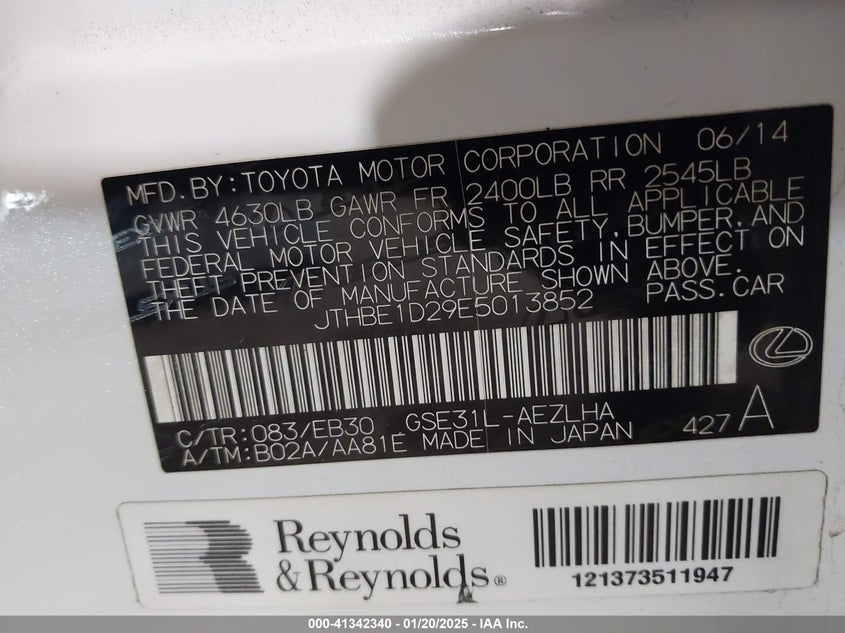 MFD.BY:TOYOTA MOTOR CORPORATION 06/14
GVWR 4630LB GAWR FR 2400LB RR 2545LB
THIS VEHICLE CONFORMS TO ALL APPLICABLE
FEDERAL MOTOR VEHICLE SAFETY,BUMPER,AND
THEFT PREVENTION STANDARDS IN EFFECT ON
THE DATE OF MANUFACTURE SHOWN ABOVE.
JTHBE1D29E5013852 PASS.CAR
C/TR:083/EB30 GSE31L-AEZLHA
A/TM:B02A/AA81E MADE IN JAPAN 427 A
Reynolds
& Reynolds®
121373511947
000-41342340 - 01/20/2025 - IAA Inc.